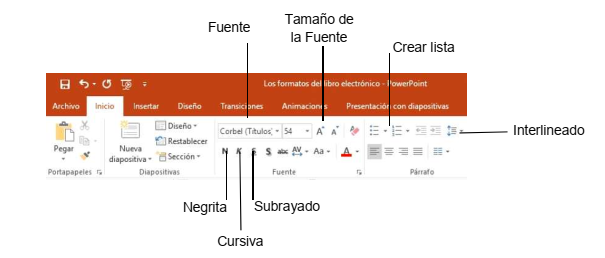 Tamaño de
la Fuente
Fuente
Crear lista
Los formatos del libro electrónico - PowerPoint
Archivo Inicio Insertar Diseño Transiciones Animaciones Presentación con diapositivas
Pegar
Nueva
diapositiva
Diseño
Restablecer
Sección
Corbel (Títulos) 54 A A
N K S S abc AV Aa A
Portapapeles Diapositivas Fuente Párrafo
Interlineado
Negrita
Subrayado
Cursiva